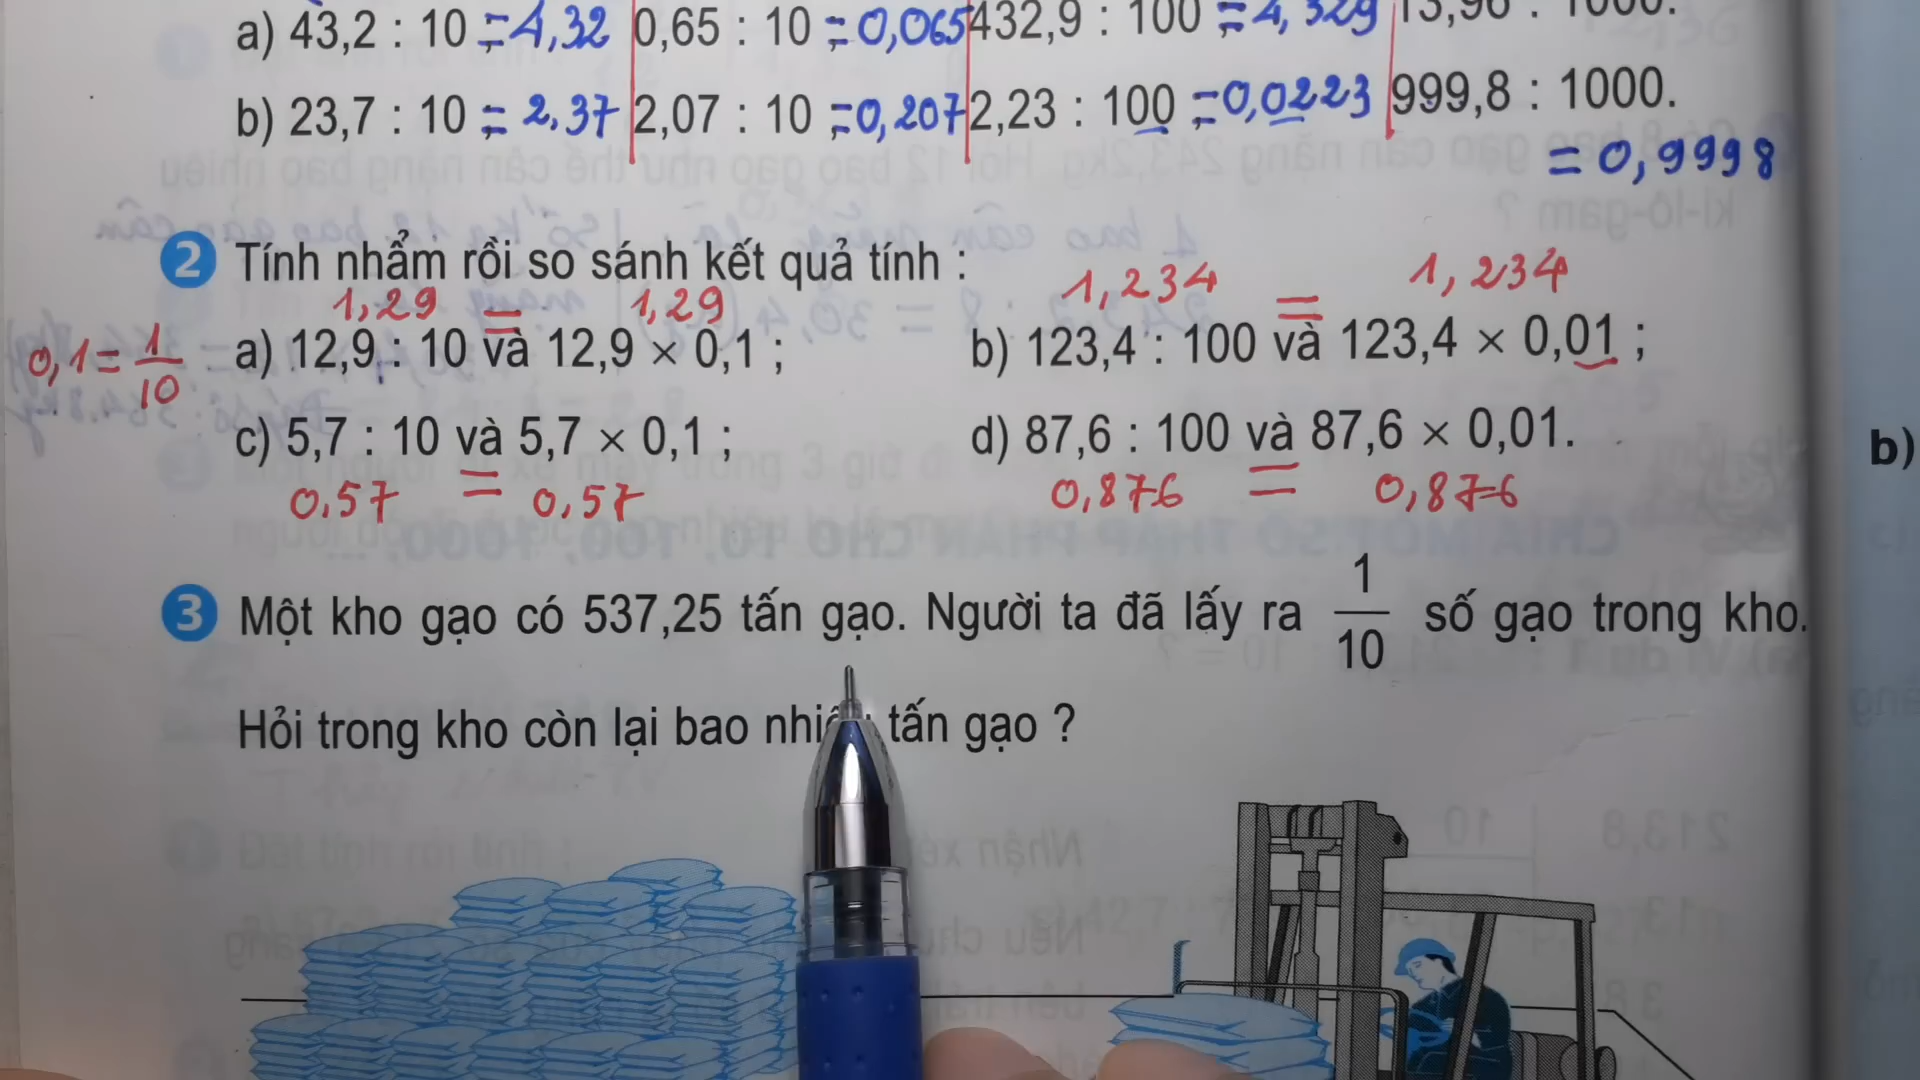 a) 43,2 : 10 ; = 4,32 0,65 : 10 ; = 0,065 432,9 : 100 ; = 4,329 13,96 : 1000.
b) 23,7 : 10 ; = 2,37 2,07 : 10 ; = 0,207 2,23 : 100 ; = 0,0223 999,8 : 1000.
= 0,9998
2 Tính nhẩm rồi so sánh kết quả tính :
1,29 = 1,29 1,234 = 1,234
0,1 = 1/10 a) 12,9 : 10 và 12,9 × 0,1 ; b) 123,4 : 100 và 123,4 × 0,01 ;
c) 5,7 : 10 và 5,7 × 0,1 ; d) 87,6 : 100 và 87,6 × 0,01.
0,57 = 0,57 0,876 = 0,876
b)
3 Một kho gạo có 537,25 tấn gạo. Người ta đã lấy ra 1/10 số gạo trong kho.
Hỏi trong kho còn lại bao tấn gạo ?